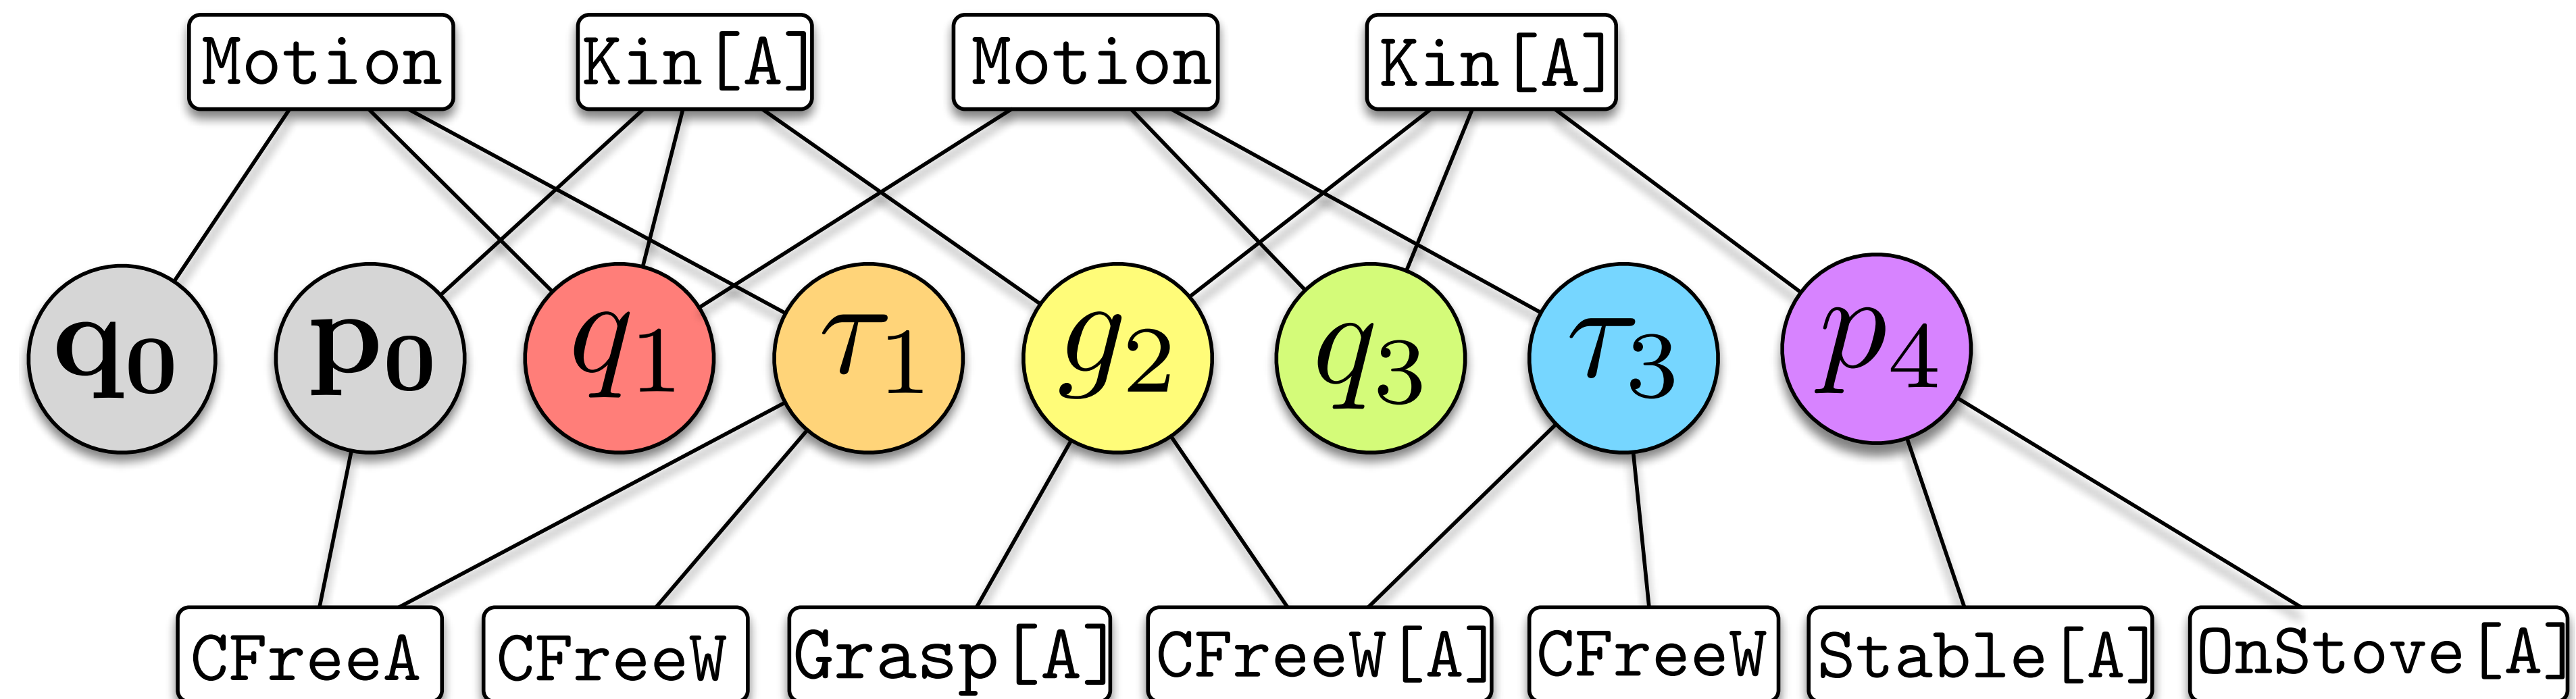 Motion Kin[A] Motion Kin[A]
q0 p0 q1 τ1 g2 q3 τ3 p4
CFreeA CFreeW Grasp[A] CFreeW[A] CFreeW Stable[A] OnStove[A]